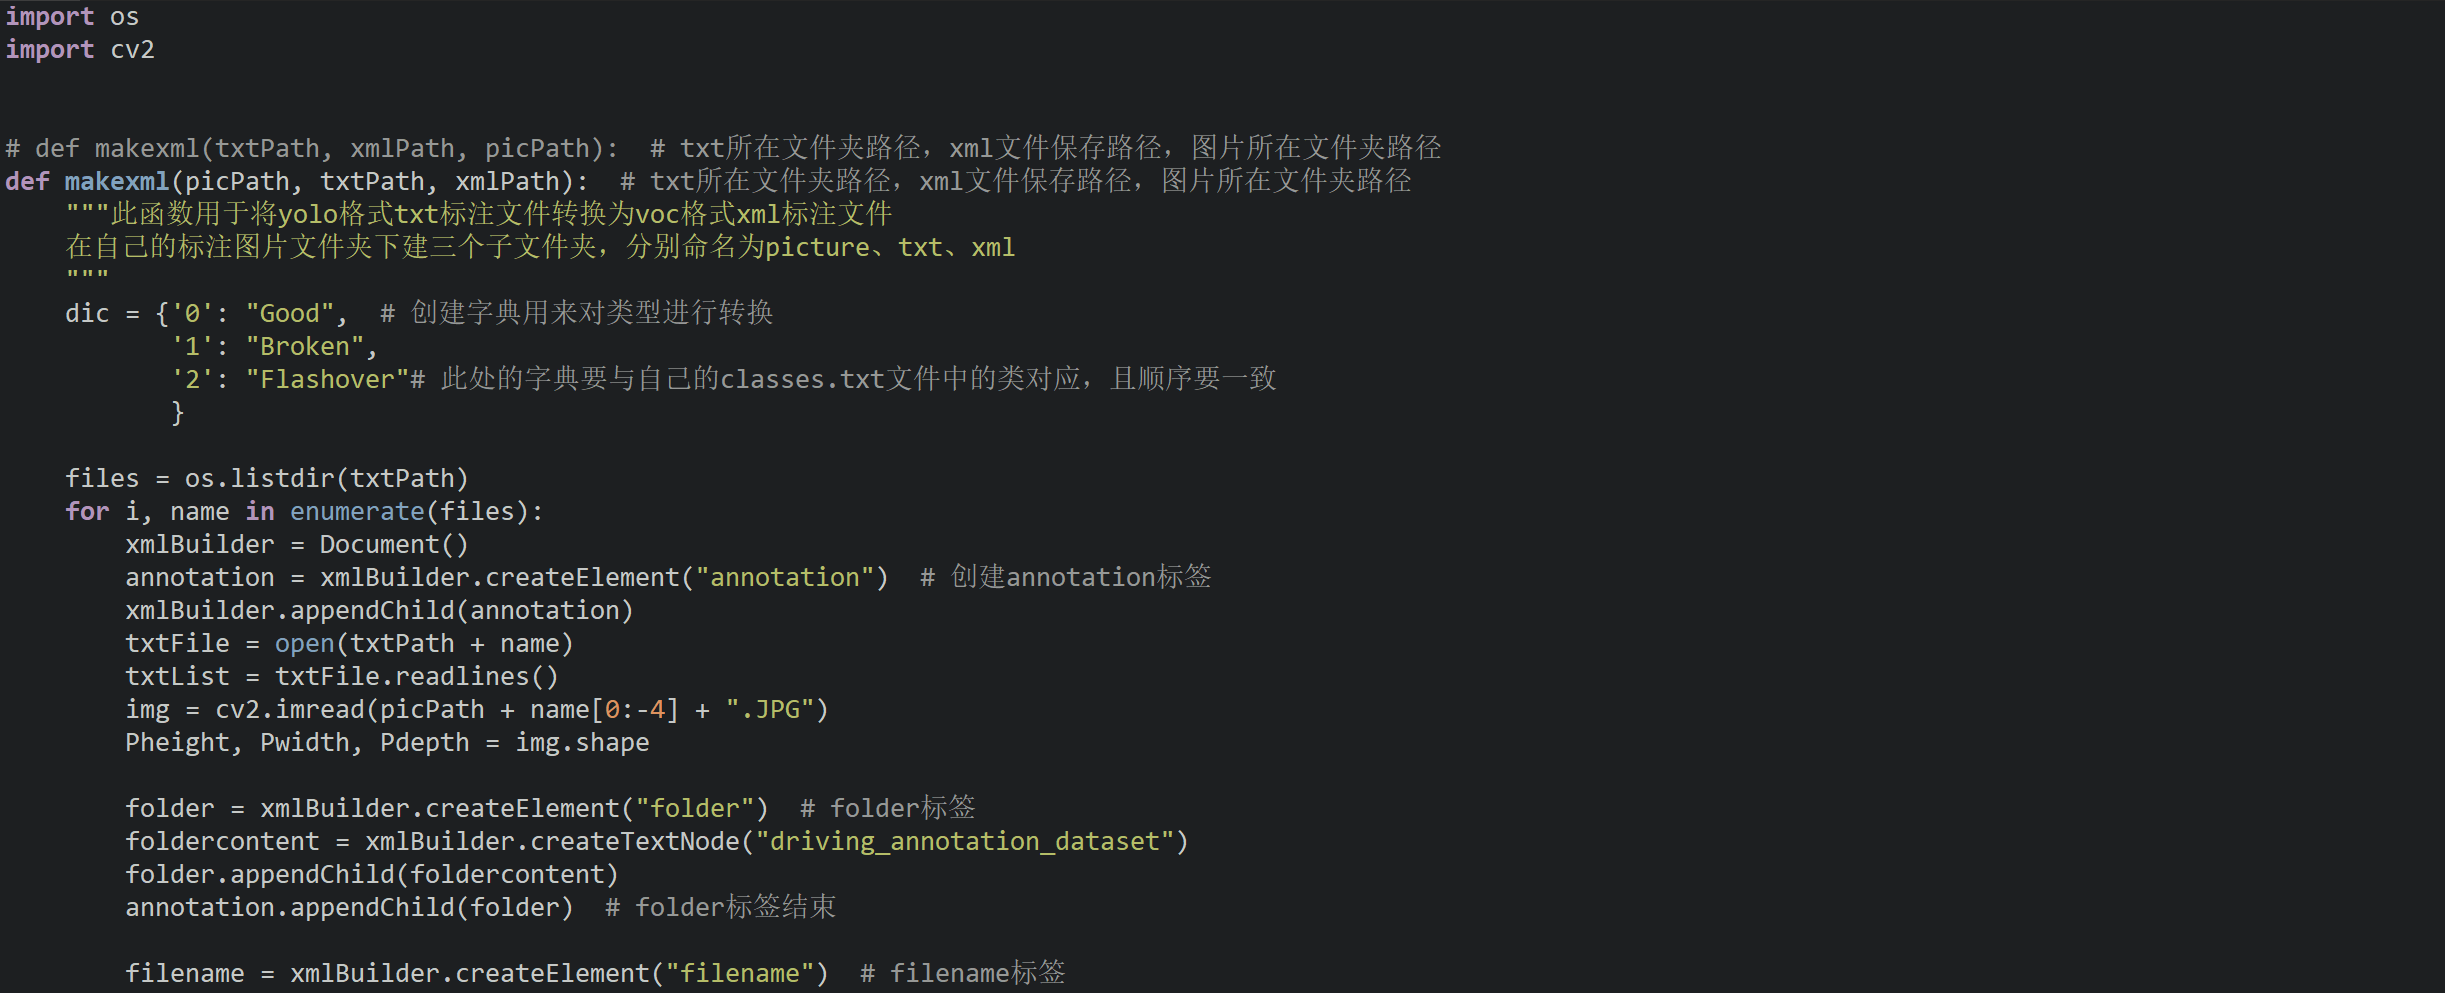 import os
import cv2
# def makexml(txtPath, xmlPath, picPath):  # txt所在文件夹路径，xml文件保存路径，图片所在文件夹路径
def makexml(picPath, txtPath, xmlPath):  # txt所在文件夹路径，xml文件保存路径，图片所在文件夹路径
    """此函数用于将yolo格式txt标注文件转换为voc格式xml标注文件
    在自己的标注图片文件夹下建三个子文件夹，分别命名为picture、txt、xml
    """
    dic = {'0': "Good",  # 创建字典用来对类型进行转换
           '1': "Broken",
           '2': "Flashover"# 此处的字典要与自己的classes.txt文件中的类对应，且顺序要一致
           }
    files = os.listdir(txtPath)
    for i, name in enumerate(files):
        xmlBuilder = Document()
        annotation = xmlBuilder.createElement("annotation")  # 创建annotation标签
        xmlBuilder.appendChild(annotation)
        txtFile = open(txtPath + name)
        txtList = txtFile.readlines()
        img = cv2.imread(picPath + name[0:-4] + ".JPG")
        Pheight, Pwidth, Pdepth = img.shape
        folder = xmlBuilder.createElement("folder")  # folder标签
        foldercontent = xmlBuilder.createTextNode("driving_annotation_dataset")
        folder.appendChild(foldercontent)
        annotation.appendChild(folder)  # folder标签结束
        filename = xmlBuilder.createElement("filename")  # filename标签